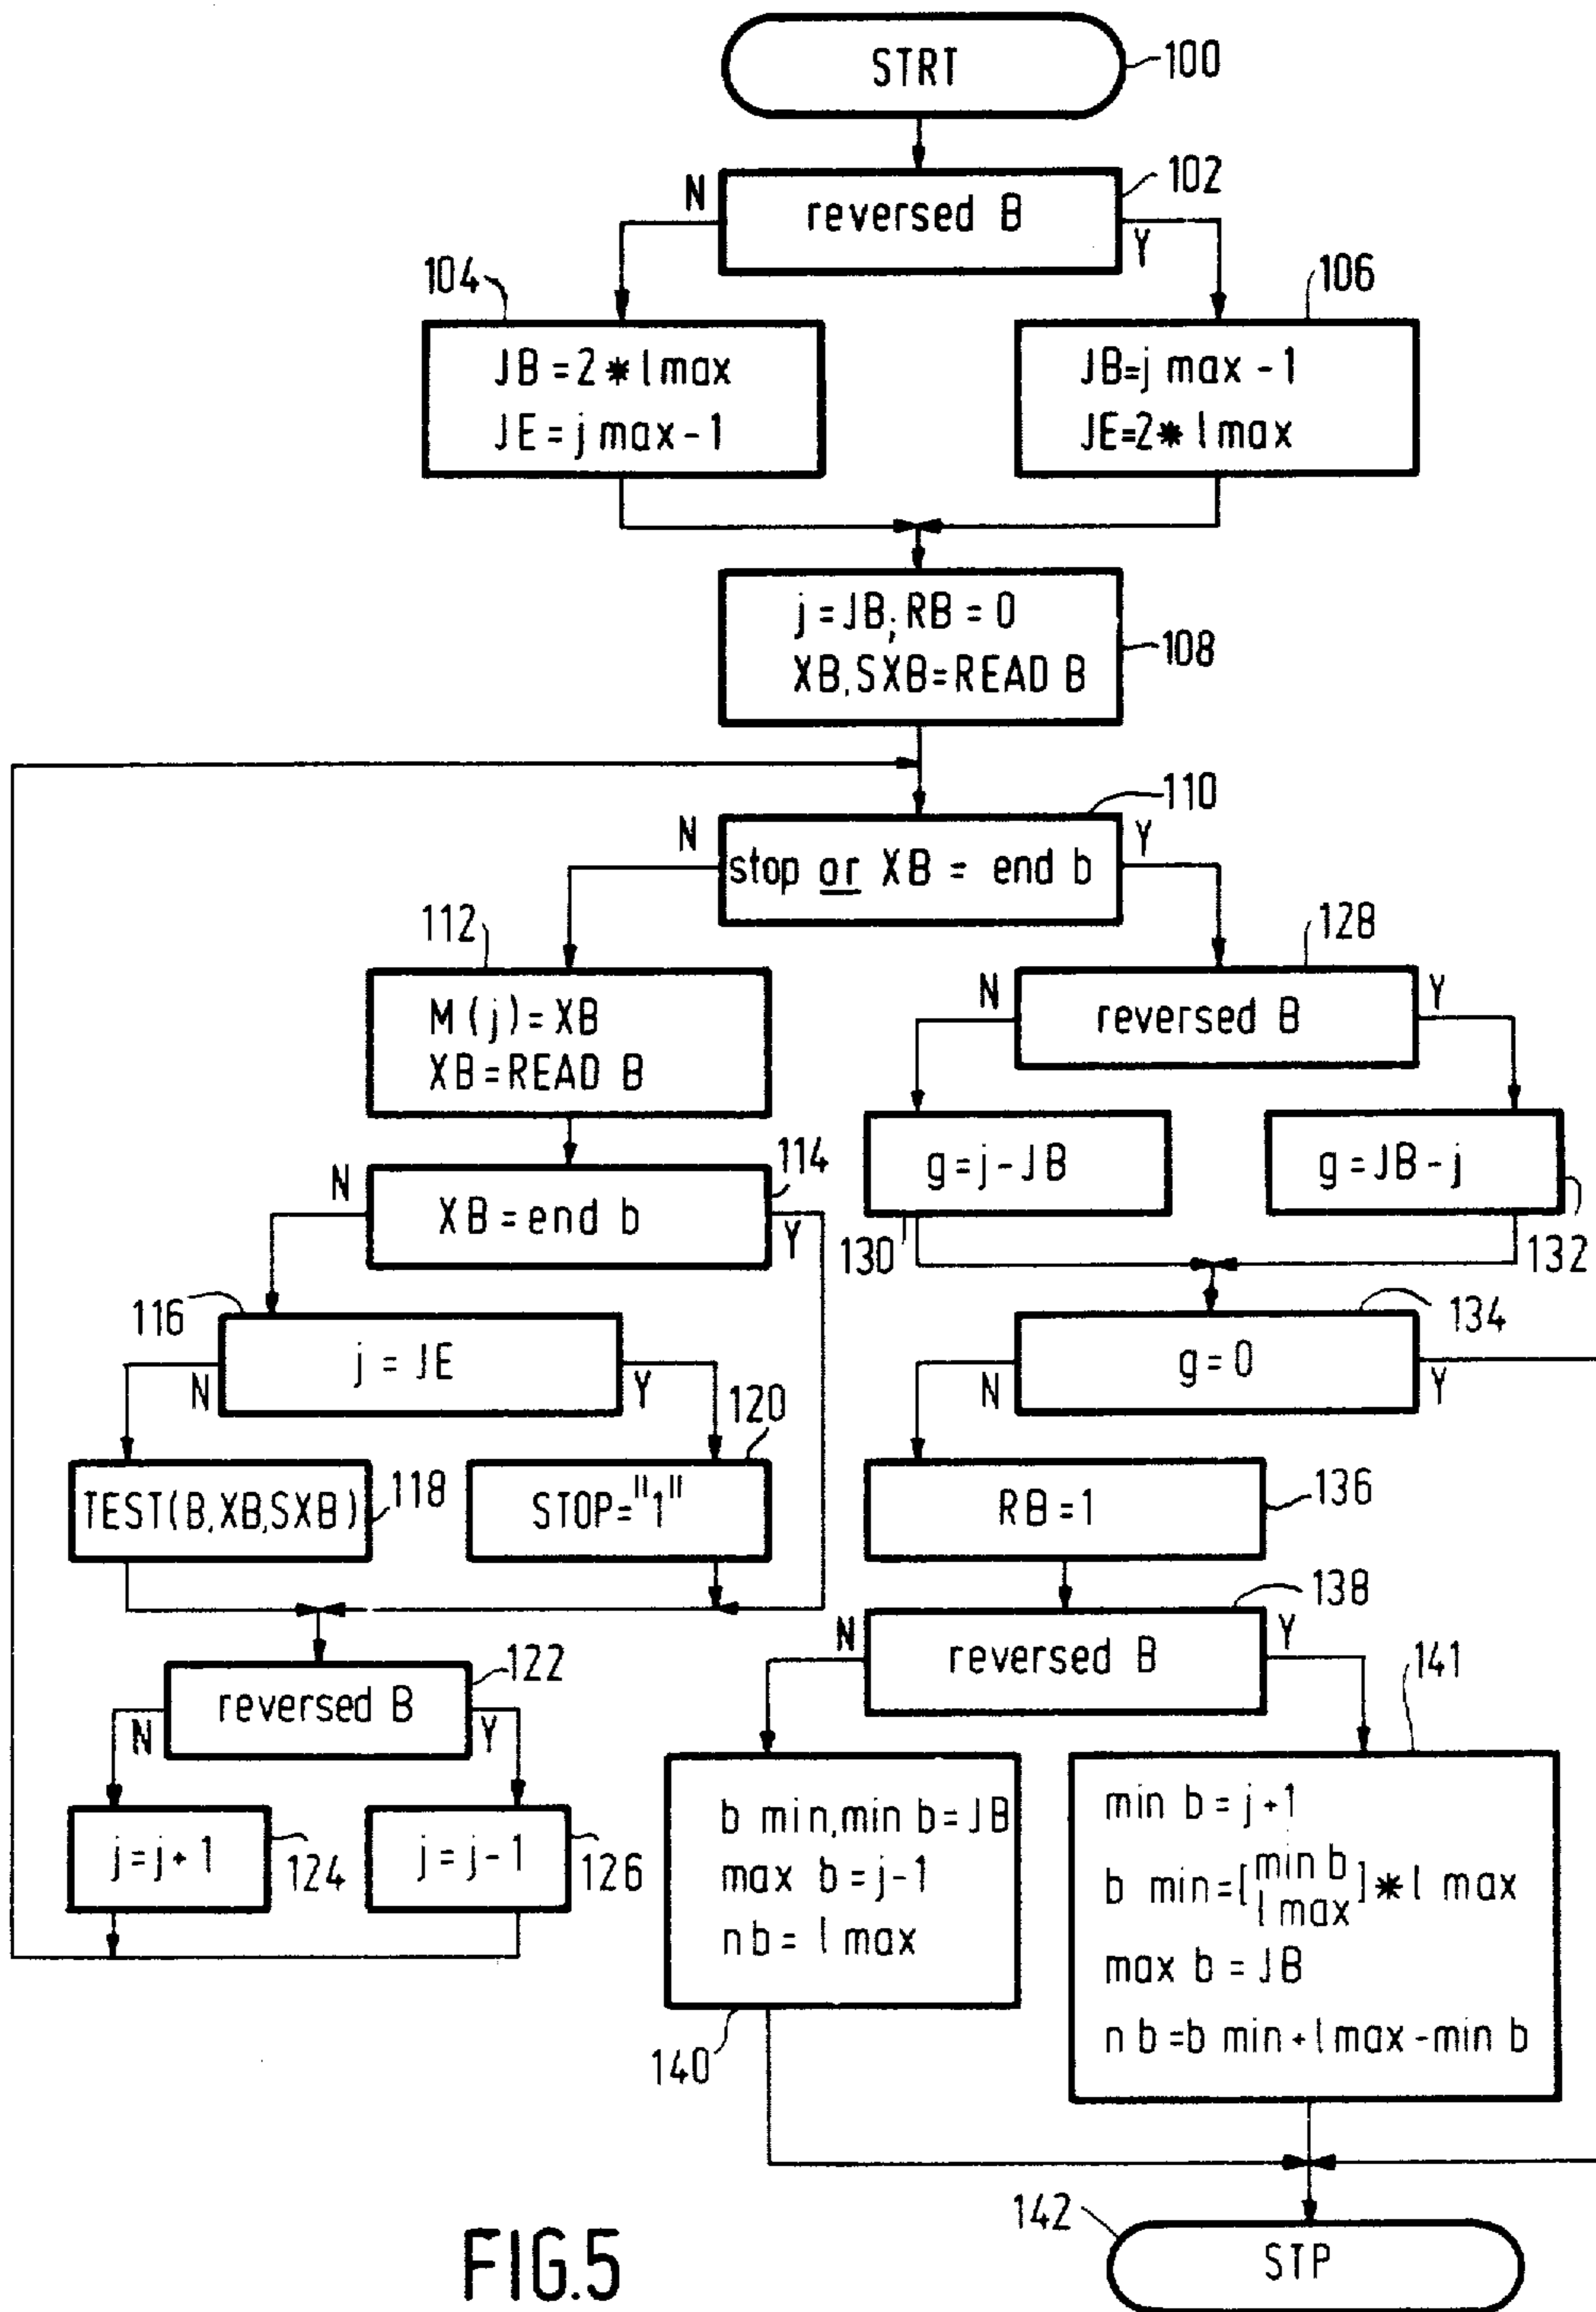 STRT
100
102
N
reversed B
Y
104
106
JB = 2 * l max
JE = j max - 1
JB = j max - 1
JE = 2 * l max
j = JB; RB = 0
XB, SXB = READ B
108
110
N
Y
stop or XB = end b
112
128
M (j) = XB
XB = READ B
N
reversed B
Y
114
N
XB = end b
Y
g = j - JB
g = JB - j
130
132
116
134
j = JE
N
Y
g = 0
N
Y
120
TEST(B, XB, SXB)
118
STOP = "1"
RB = 1
136
138
N
reversed B
Y
122
reversed B
N
Y
141
j = j + 1
124
j = j - 1
126
b min, min b = JB
max b = j - 1
nb = l max
140
min b = j + 1
b min = [min b
l max] * l max
max b = JB
n b = b min + l max - min b
142
STP
FIG.5